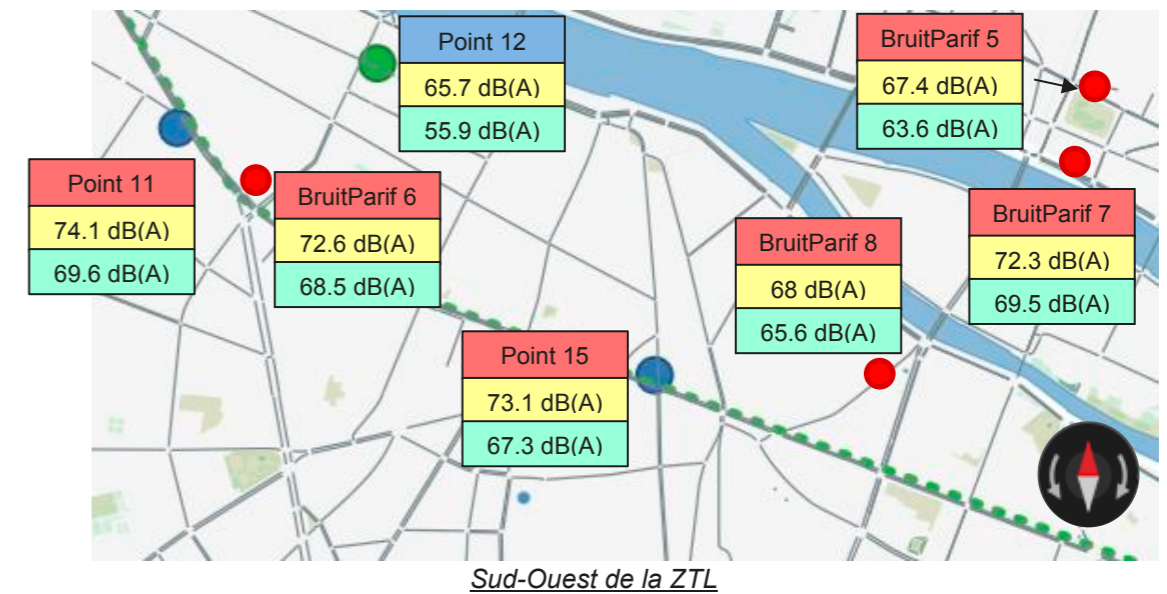 Point 12
65.7 dB(A)
55.9 dB(A)
BruitParif 5
67.4 dB(A)
63.6 dB(A)
Point 11
74.1 dB(A)
69.6 dB(A)
BruitParif 6
72.6 dB(A)
68.5 dB(A)
BruitParif 7
72.3 dB(A)
69.5 dB(A)
BruitParif 8
68 dB(A)
65.6 dB(A)
Point 15
73.1 dB(A)
67.3 dB(A)
Sud-Ouest de la ZTL